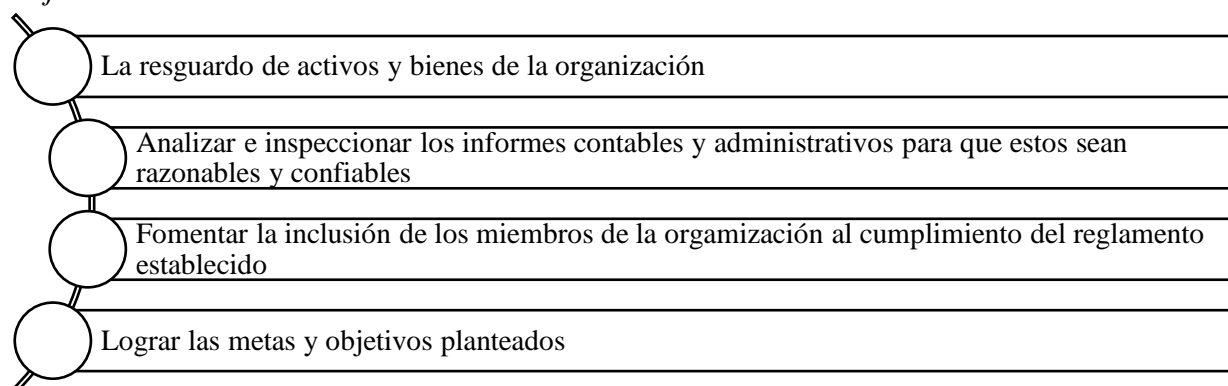 La resguardo de activos y bienes de la organización
Analizar e inspeccionar los informes contables y administrativos para que estos sean
razonables y confiables
Fomentar la inclusión de los miembros de la orgamización al cumplimiento del reglamento
establecido
Lograr las metas y objetivos planteados